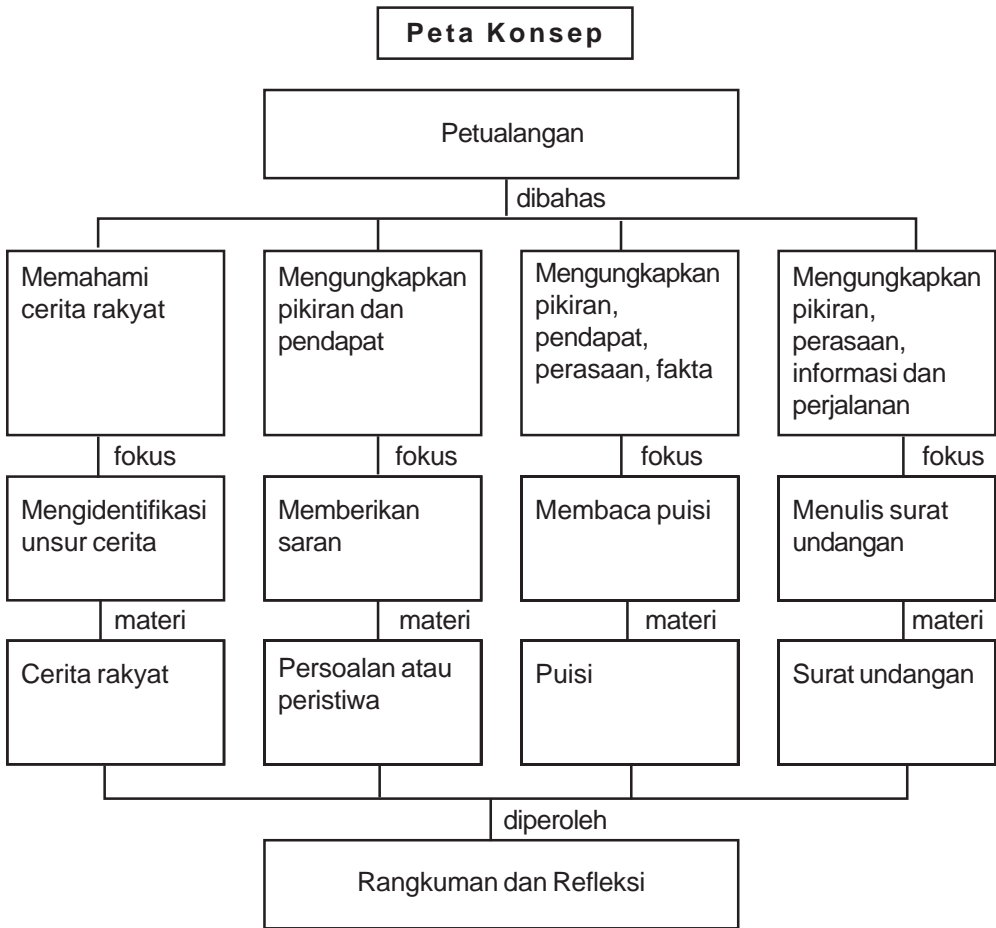 Peta Konsep
Petualangan
dibahas
Memahami
cerita rakyat
Mengungkapkan
pikiran dan
pendapat
Mengungkapkan
pikiran,
pendapat,
perasaan, fakta
Mengungkapkan
pikiran,
perasaan,
informasi dan
perjalanan
fokus
fokus
fokus
fokus
Mengidentifikasi
unsur cerita
Memberikan
saran
Membaca puisi
Menulis surat
undangan
materi
materi
materi
materi
Cerita rakyat
Persoalan atau
peristiwa
Puisi
Surat undangan
diperoleh
Rangkuman dan Refleksi